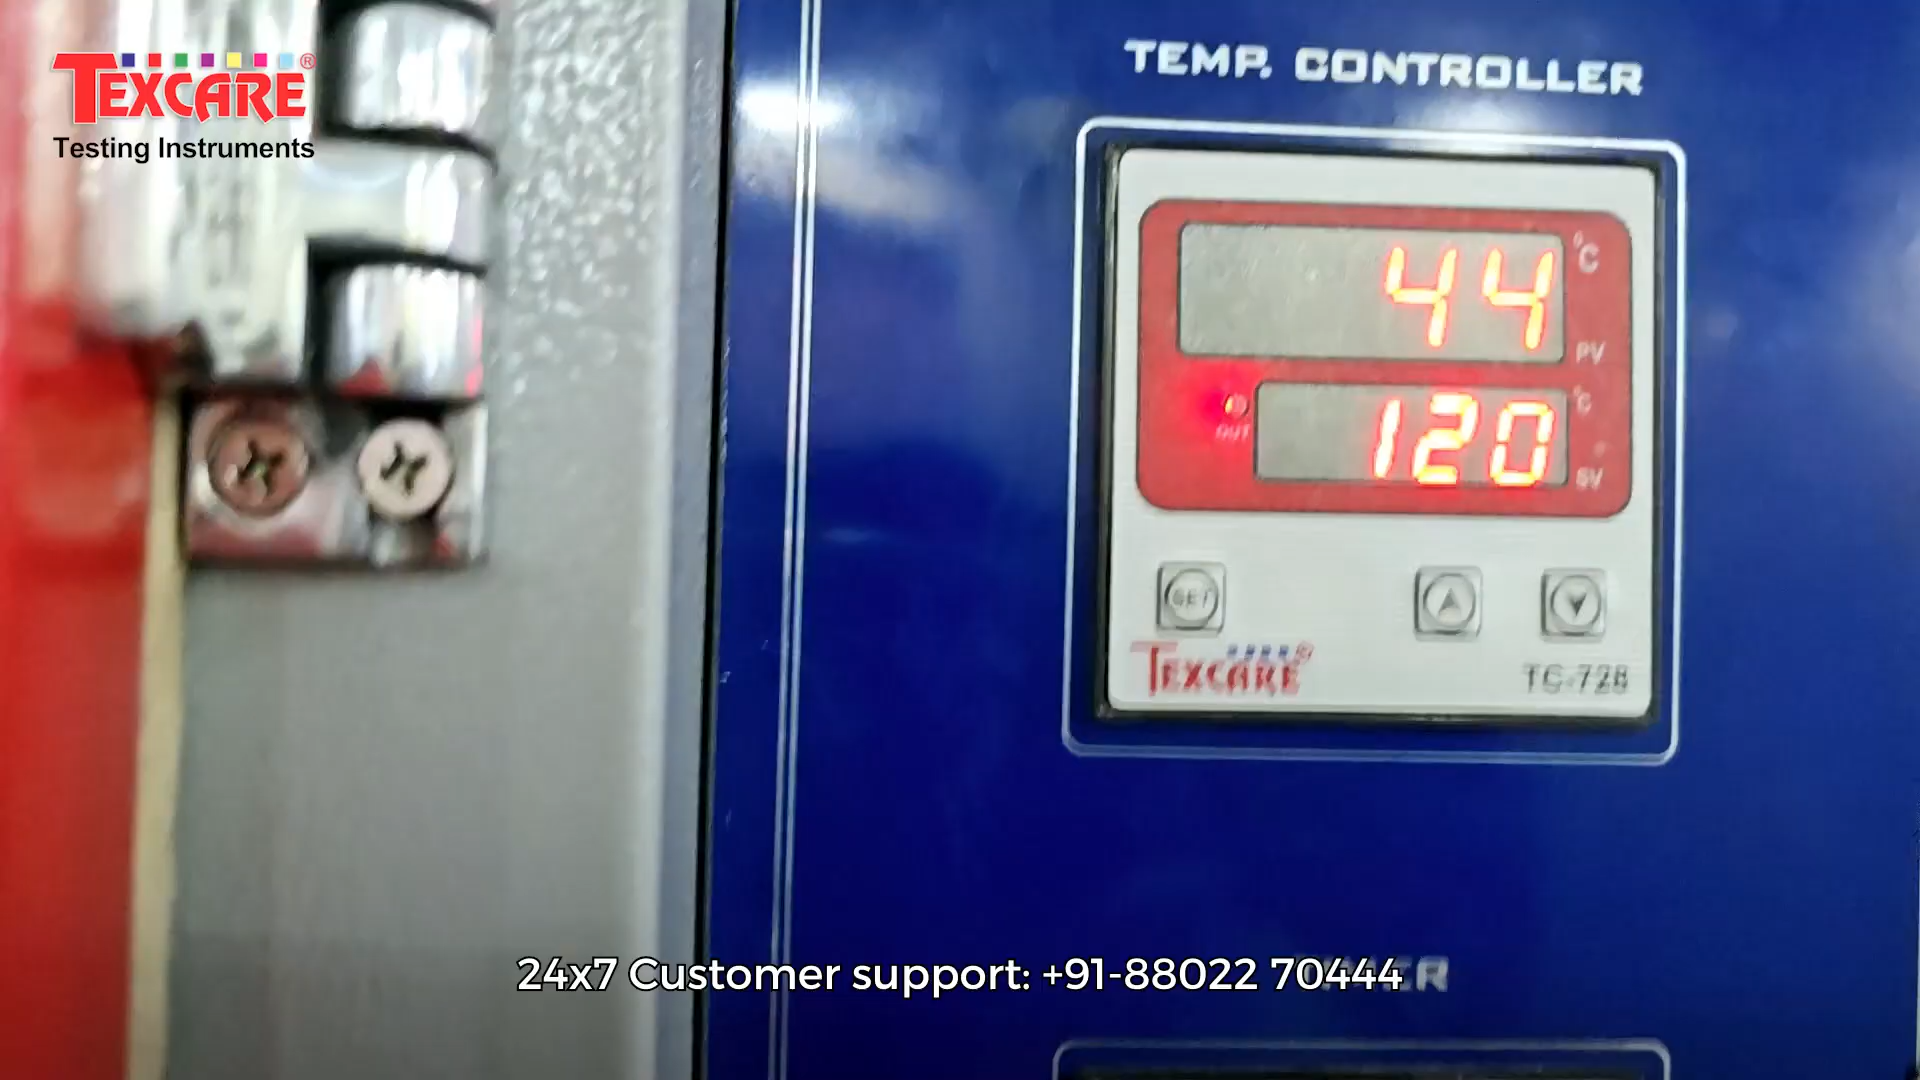 TEXCARE®
Testing Instruments
TEMP. CONTROLLER
44
°C
PV
OUT
120
°C
SV
SET
TEXCARE®
TC-728
24x7 Customer support: +91-88022 70444